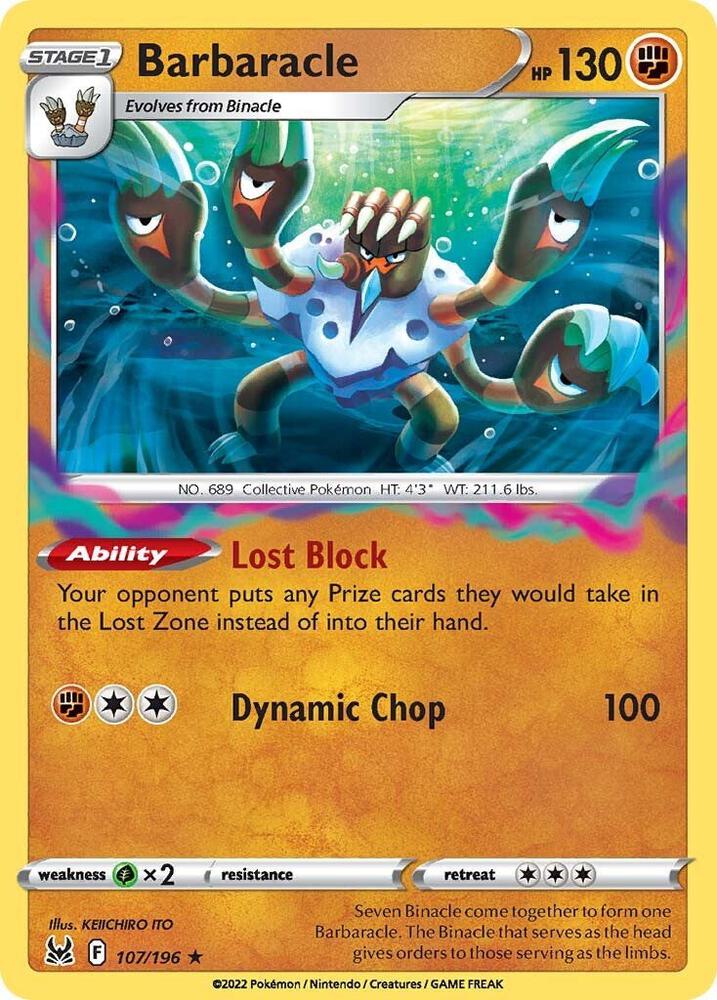 STAGE 1
Barbaracle
HP 130
Evolves from Binacle
NO. 689 Collective Pokémon HT: 4'3" WT: 211.6 lbs.
Ability Lost Block
Your opponent puts any Prize cards they would take in
the Lost Zone instead of into their hand.
Dynamic Chop 100
weakness ×2 resistance retreat
Illus. KEIICHIRO ITO
Seven Binacle come together to form one
Barbaracle. The Binacle that serves as the head
gives orders to those serving as the limbs.
F 107/196 ★
©2022 Pokémon / Nintendo / Creatures / GAME FREAK